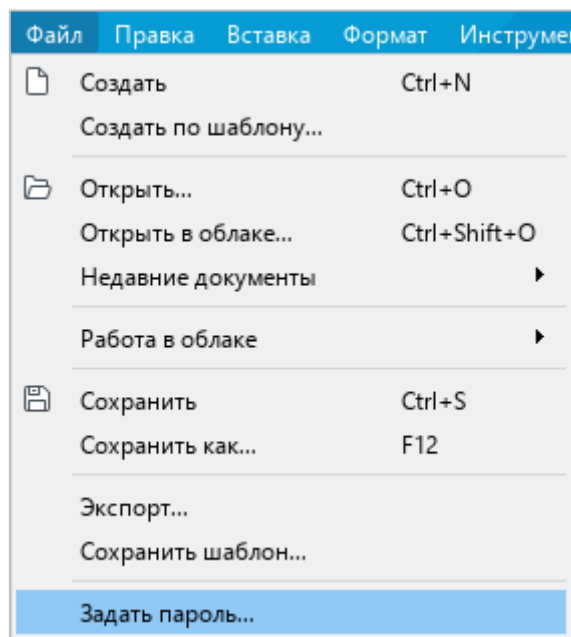 Файл Правка Вставка Формат Инструме
Создать Ctrl+N
Создать по шаблону...
Открыть... Ctrl+O
Открыть в облаке... Ctrl+Shift+O
Недавние документы
Работа в облаке
Сохранить Ctrl+S
Сохранить как... F12
Экспорт...
Сохранить шаблон...
Задать пароль...